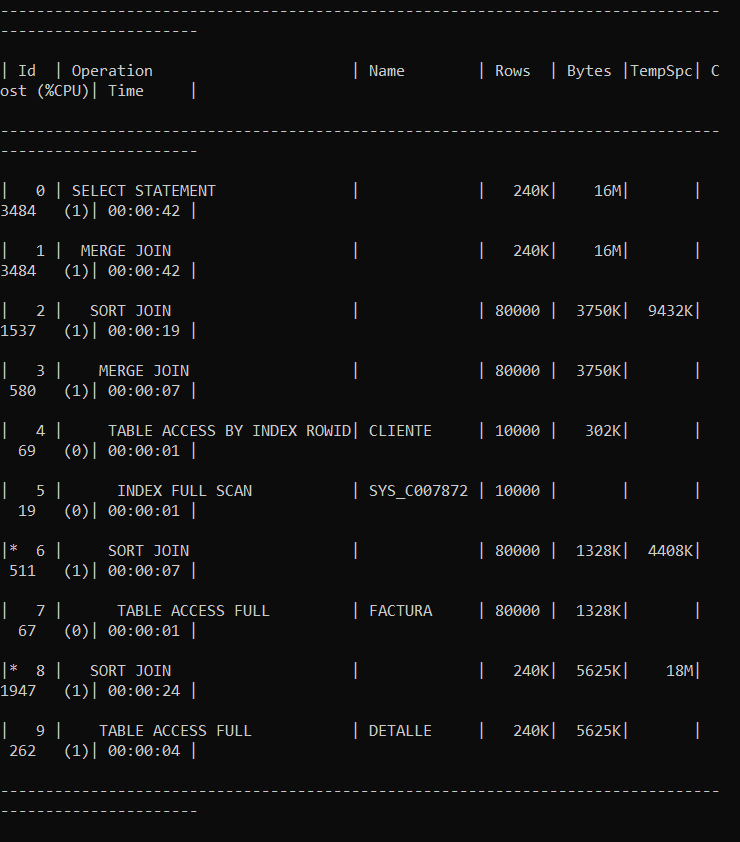 --------------------------------------------------------------------------------
----------------------
| Id  | Operation                      | Name        | Rows  | Bytes |TempSpc| C
ost (%CPU)| Time     |
--------------------------------------------------------------------------------
----------------------
|   0 | SELECT STATEMENT               |             |   240K|    16M|       |
3484   (1)| 00:00:42 |
|   1 |  MERGE JOIN                    |             |   240K|    16M|       |
3484   (1)| 00:00:42 |
|   2 |   SORT JOIN                    |             | 80000 |  3750K|  9432K|
1537   (1)| 00:00:19 |
|   3 |    MERGE JOIN                  |             | 80000 |  3750K|       |
 580   (1)| 00:00:07 |
|   4 |     TABLE ACCESS BY INDEX ROWID| CLIENTE     | 10000 |   302K|       |
  69   (0)| 00:00:01 |
|   5 |      INDEX FULL SCAN           | SYS_C007872 | 10000 |       |       |
  19   (0)| 00:00:01 |
|*  6 |     SORT JOIN                  |             | 80000 |  1328K|  4408K|
 511   (1)| 00:00:07 |
|   7 |      TABLE ACCESS FULL         | FACTURA     | 80000 |  1328K|       |
  67   (0)| 00:00:01 |
|*  8 |   SORT JOIN                    |             |   240K|  5625K|    18M|
1947   (1)| 00:00:24 |
|   9 |    TABLE ACCESS FULL           | DETALLE     |   240K|  5625K|       |
 262   (1)| 00:00:04 |
--------------------------------------------------------------------------------
----------------------